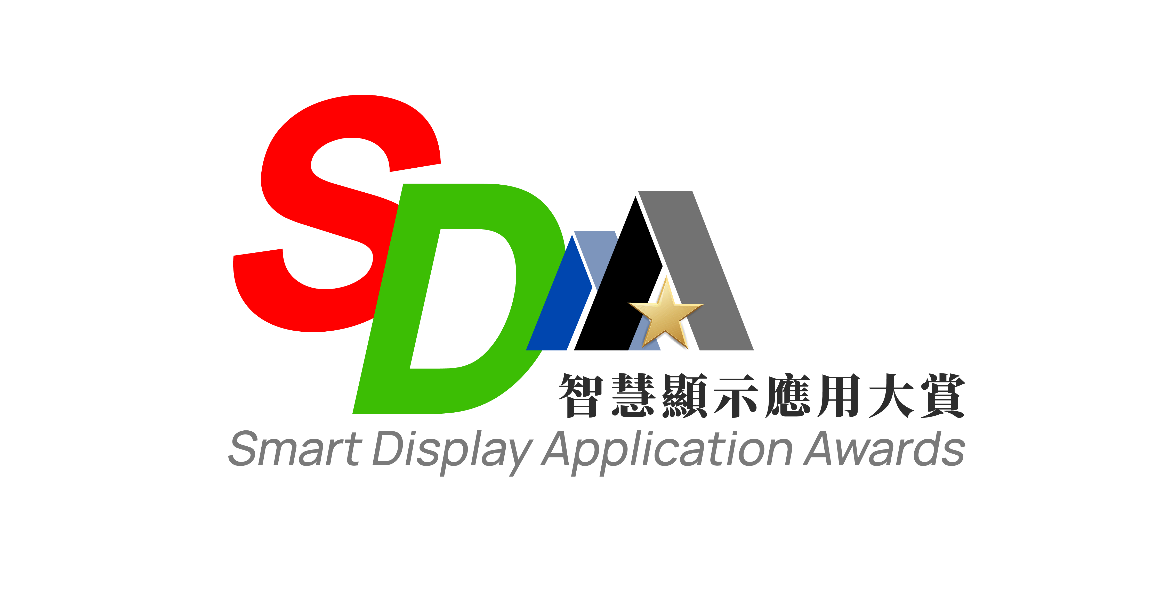 SDAA
智慧顯示應用大賞
Smart Display Application Awards